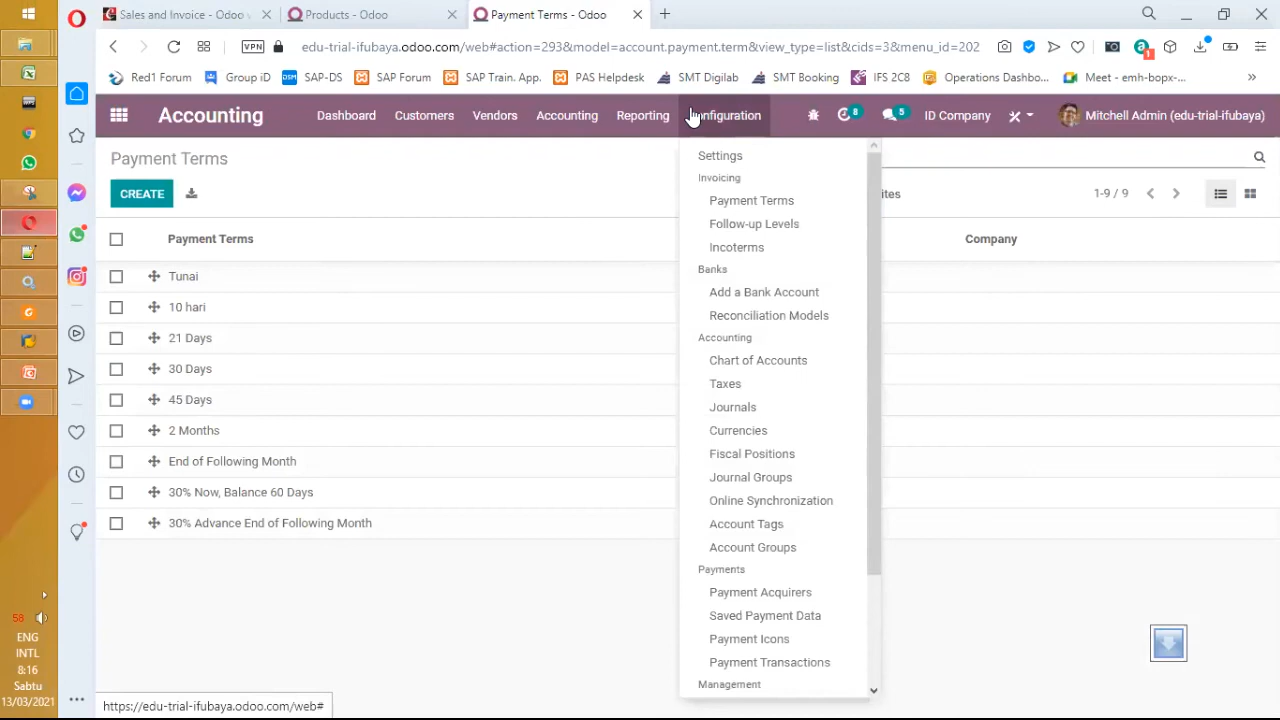 Sales and Invoice - Odoo v
Products - Odoo
Payment Terms - Odoo
VPN
edu-trial-ifubaya.odoo.com/web#action=293&model=account.payment.term&view_type=list&cids=3&menu_id=202
1
Red1 Forum
Group iD
SAP-DS
SAP Forum
SAP Train. App.
PAS Helpdesk
SMT Digilab
SMT Booking
IFS 2C8
Operations Dashbo...
Meet - emh-bopx-...
Accounting
Dashboard
Customers
Vendors
Accounting
Reporting
8
5
ID Company
Mitchell Admin (edu-trial-ifubaya)
Payment Terms
CREATE
1-9 / 9
Payment Terms
Company
Tunai
10 hari
21 Days
30 Days
45 Days
2 Months
End of Following Month
30% Now, Balance 60 Days
30% Advance End of Following Month
Settings
Invoicing
Payment Terms
Follow-up Levels
Incoterms
Banks
Add a Bank Account
Reconciliation Models
Accounting
Chart of Accounts
Taxes
Journals
Currencies
Fiscal Positions
Journal Groups
Online Synchronization
Account Tags
Account Groups
Payments
Payment Acquirers
Saved Payment Data
Payment Icons
Payment Transactions
Management
58
ENG
INTL
8:16
Sabtu
13/03/2021
https://edu-trial-ifubaya.odoo.com/web#